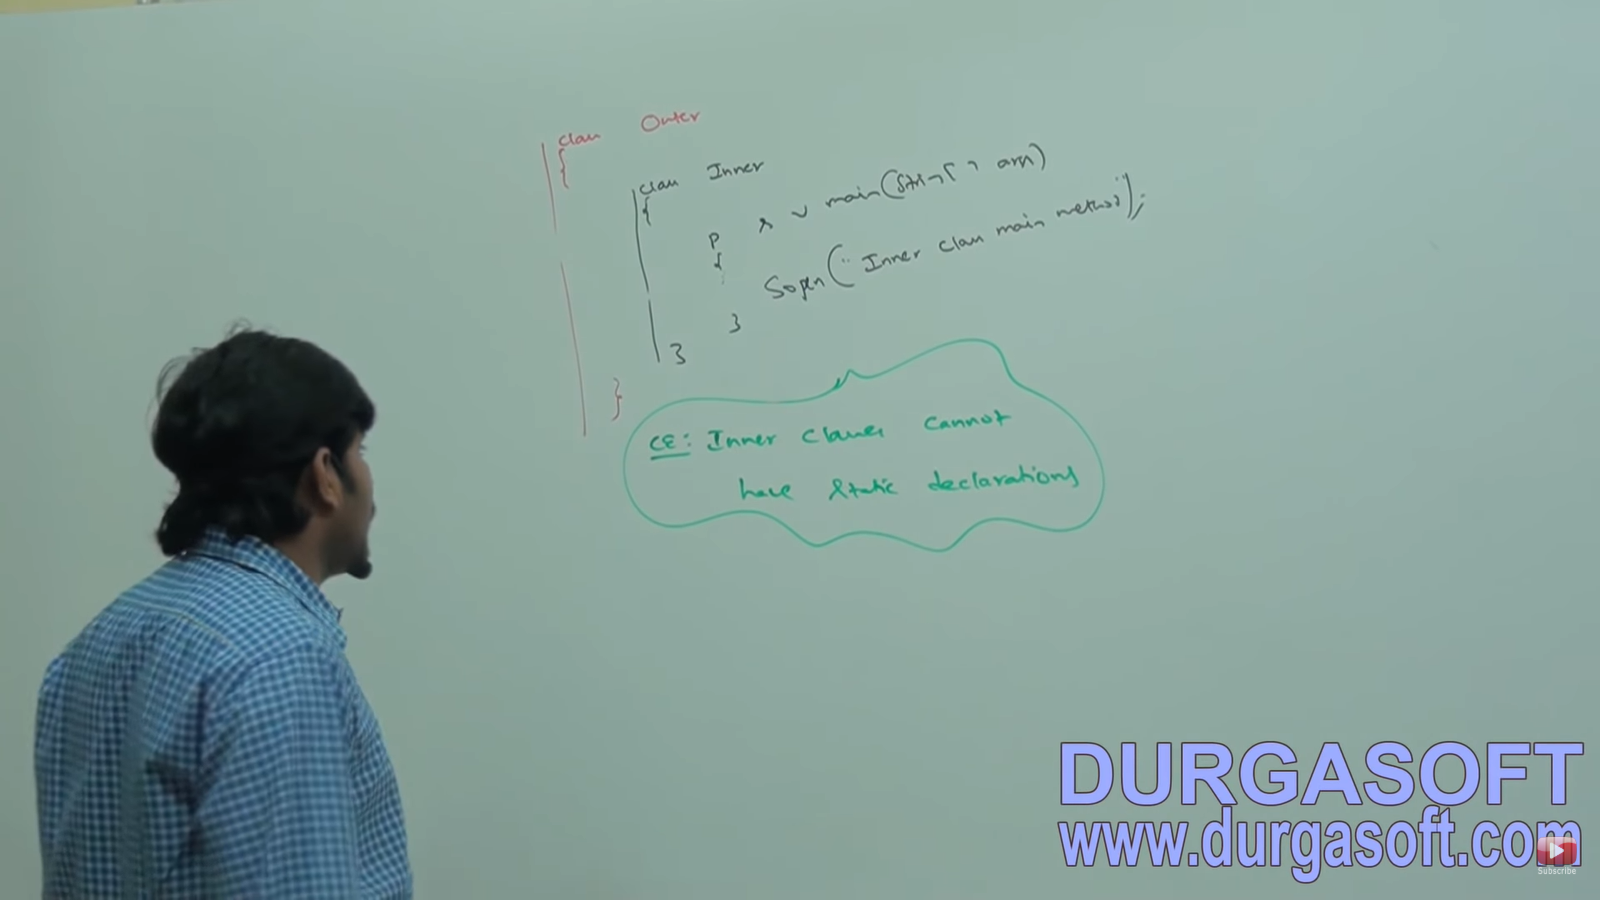 class Outer
{
class Inner
{
p s v main(String[] args)
{
Sopln("Inner class main method");
}
}
}
CE: Inner classes cannot
have static declarations
DURGASOFT
www.durgasoft.com
Subscribe